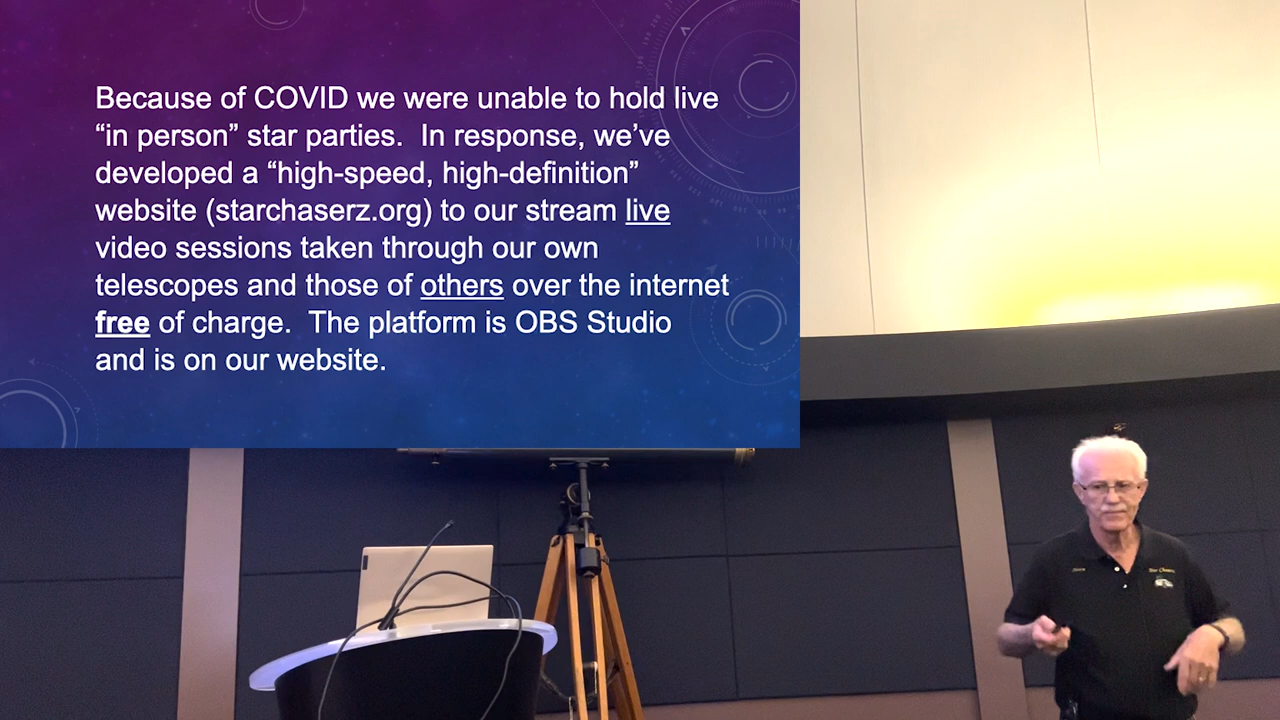 Because of COVID we were unable to hold live
“in person” star parties.  In response, we’ve
developed a “high-speed, high-definition”
website (starchaserz.org) to our stream live
video sessions taken through our own
telescopes and those of others over the internet
free of charge.  The platform is OBS Studio
and is on our website.